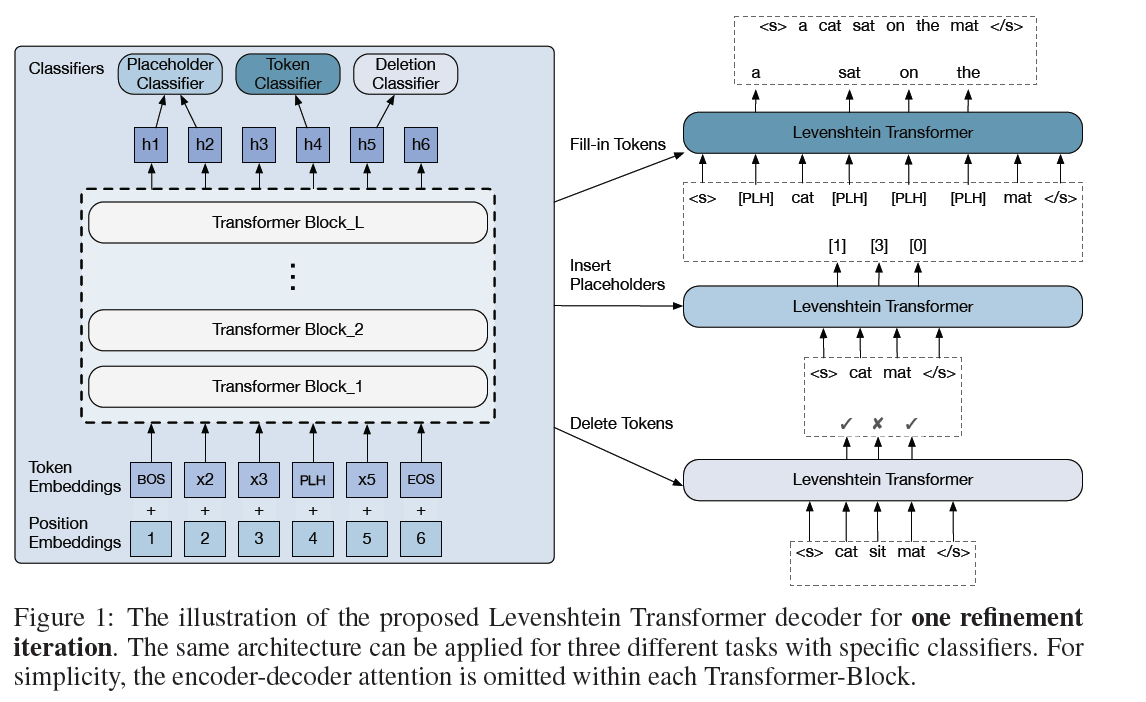 Classifiers
Placeholder
Classifier
Token
Classifier
Deletion
Classifier
h1 h2 h3 h4 h5 h6
Transformer Block_L
Transformer Block_2
Transformer Block_1
Token
Embeddings
BOS x2 x3 PLH x5 EOS
+ + + + + +
Position
Embeddings
1 2 3 4 5 6
Fill-in Tokens
Insert
Placeholders
Delete Tokens
<s> a cat sat on the mat </s>
a sat on the
Levenshtein Transformer
<s> [PLH] cat [PLH] [PLH] [PLH] mat </s>
[1] [3] [0]
Levenshtein Transformer
<s> cat mat </s>
✓ ✘ ✓
Levenshtein Transformer
<s> cat sit mat </s>
Figure 1: The illustration of the proposed Levenshtein Transformer decoder for one refinement
iteration. The same architecture can be applied for three different tasks with specific classifiers. For
simplicity, the encoder-decoder attention is omitted within each Transformer-Block.